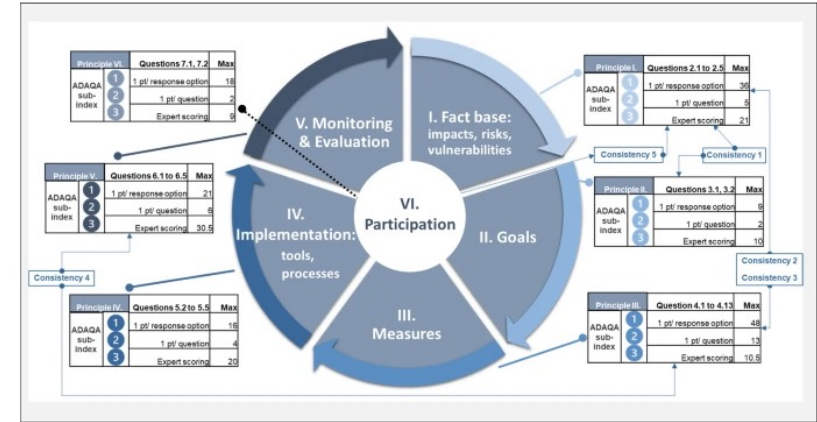 Principle VI. Questions 7.1, 7.2 Max
ADAQA sub-index
1 1 pt/ response option 18
2 1 pt/ question 2
3 Expert scoring 9
Principle V. Questions 6.1 to 6.5 Max
ADAQA sub-index
1 1 pt/ response option 21
2 1 pt/ question 6
3 Expert scoring 30.5
Consistency 4
Principle IV. Questions 5.2 to 5.5 Max
ADAQA sub-index
1 1 pt/ response option 16
2 1 pt/ question 4
3 Expert scoring 20
V. Monitoring
& Evaluation
I. Fact base:
impacts, risks,
vulnerabilities
VI.
Participation
IV.
Implementation:
tools,
processes
II. Goals
III.
Measures
Principle I. Questions 2.1 to 2.5 Max
ADAQA sub-index
1 1 pt/ response option 36
2 1 pt/ question 5
3 Expert scoring 21
Consistency 5
Consistency 1
Principle II. Questions 3.1, 3.2 Max
ADAQA sub-index
1 1 pt/ response option 9
2 1 pt/ question 2
3 Expert scoring 10
Consistency 2
Consistency 3
Principle III. Question 4.1 to 4.13 Max
ADAQA sub-index
1 1 pt/ response option 48
2 1 pt/ question 13
3 Expert scoring 10.5